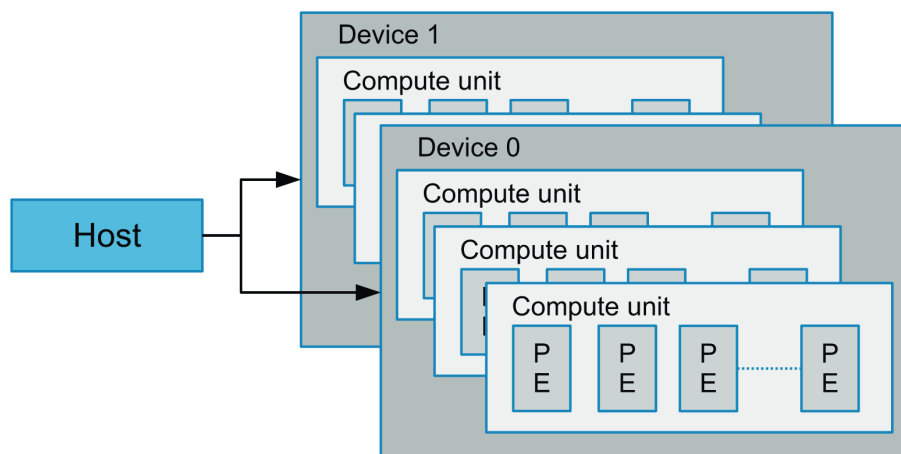 Device 1
Compute unit
Device 0
Compute unit
Host
Compute unit
Compute unit
P P P P
E E E E